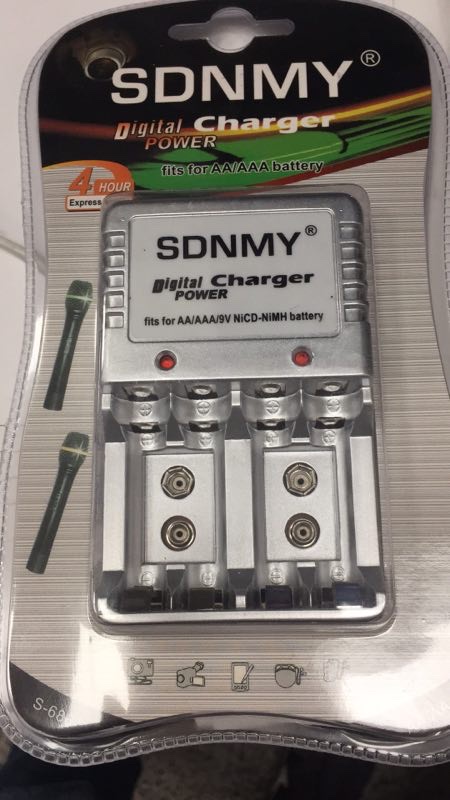 SDNMY®
Digital Charger
POWER
fits for AA/AAA battery
4 HOUR
Express
SDNMY®
Digital Charger
POWER
fits for AA/AAA/9V NiCD-NiMH battery